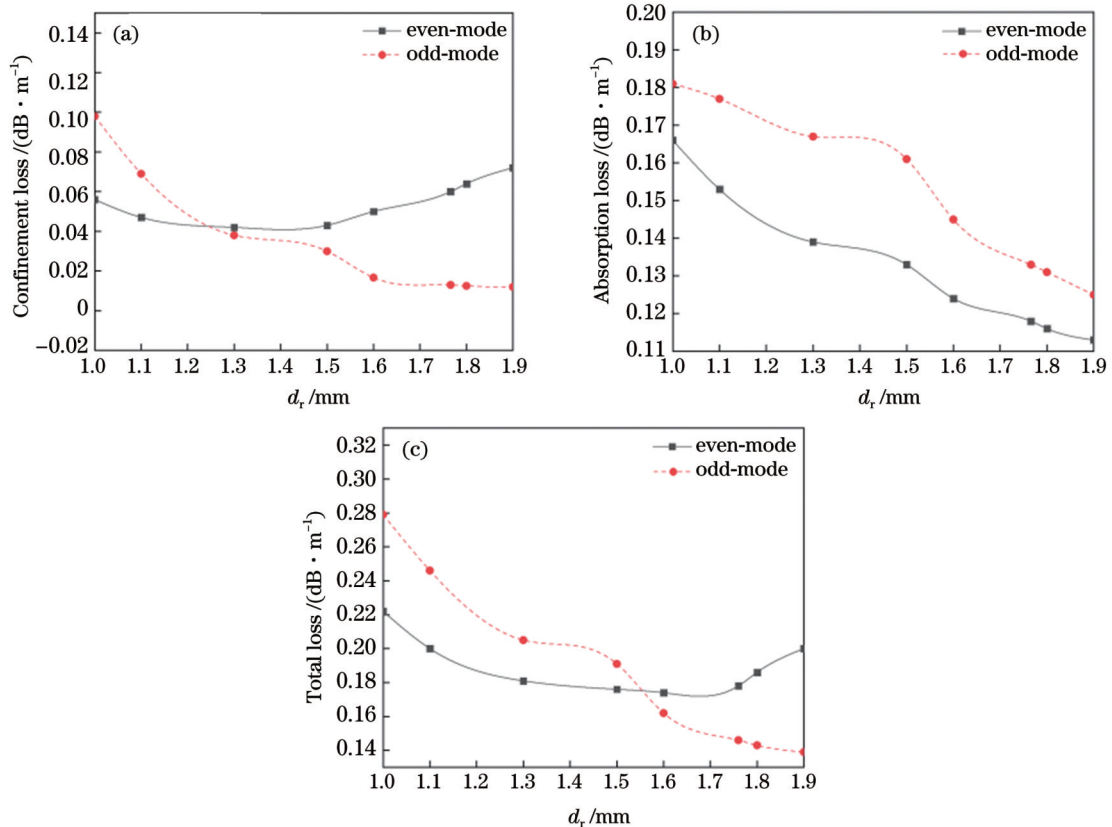 (a)
even-mode
odd-mode
Confinement loss /(dB · m⁻¹)
0.14
0.12
0.10
0.08
0.06
0.04
0.02
0
−0.02
1.0 1.1 1.2 1.3 1.4 1.5 1.6 1.7 1.8 1.9
dᵣ /mm
(b)
even-mode
odd-mode
Absorption loss /(dB · m⁻¹)
0.20
0.19
0.18
0.17
0.16
0.15
0.14
0.13
0.12
0.11
1.0 1.1 1.2 1.3 1.4 1.5 1.6 1.7 1.8 1.9
dᵣ /mm
(c)
even-mode
odd-mode
Total loss /(dB · m⁻¹)
0.32
0.30
0.28
0.26
0.24
0.22
0.20
0.18
0.16
0.14
1.0 1.1 1.2 1.3 1.4 1.5 1.6 1.7 1.8 1.9
dᵣ /mm